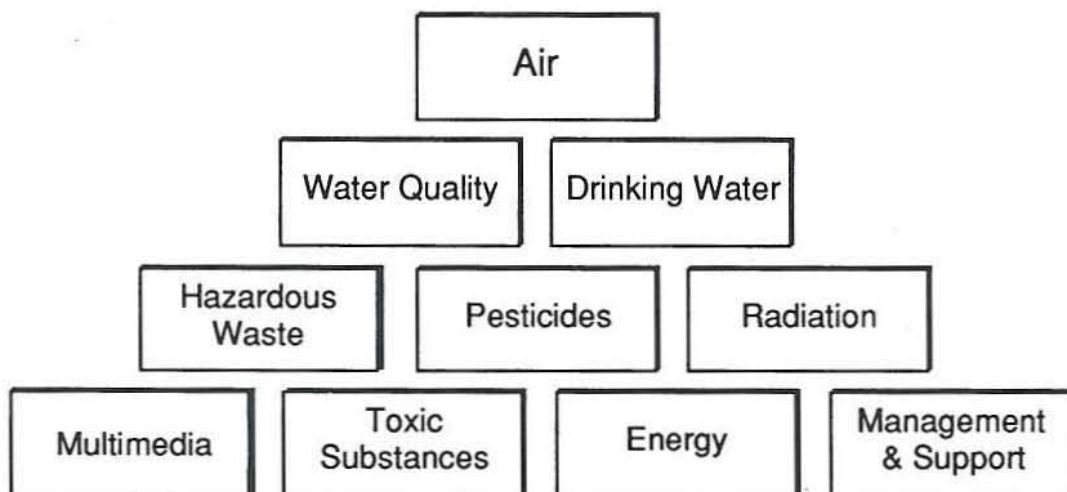 Air
Water Quality
Drinking Water
Hazardous
Waste
Pesticides
Radiation
Multimedia
Toxic
Substances
Energy
Management
& Support